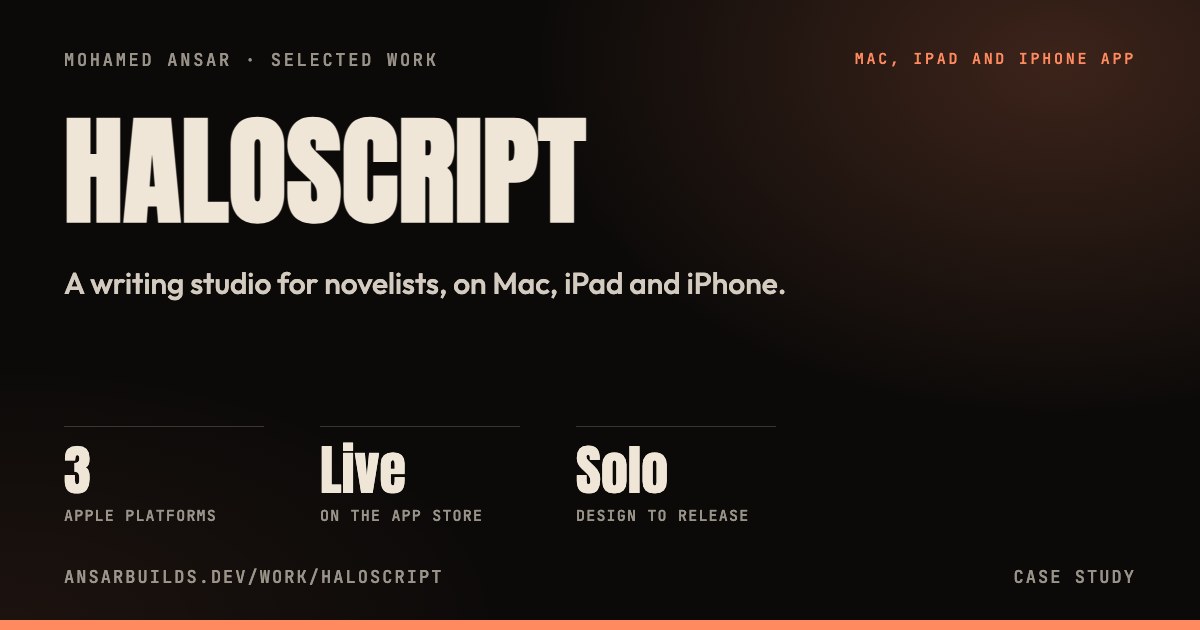 MOHAMED ANSAR · SELECTED WORK
MAC, IPAD AND IPHONE APP
HALOSCRIPT
A writing studio for novelists, on Mac, iPad and iPhone.
3
APPLE PLATFORMS
Live
ON THE APP STORE
Solo
DESIGN TO RELEASE
ANSARBUILDS.DEV/WORK/HALOSCRIPT
CASE STUDY